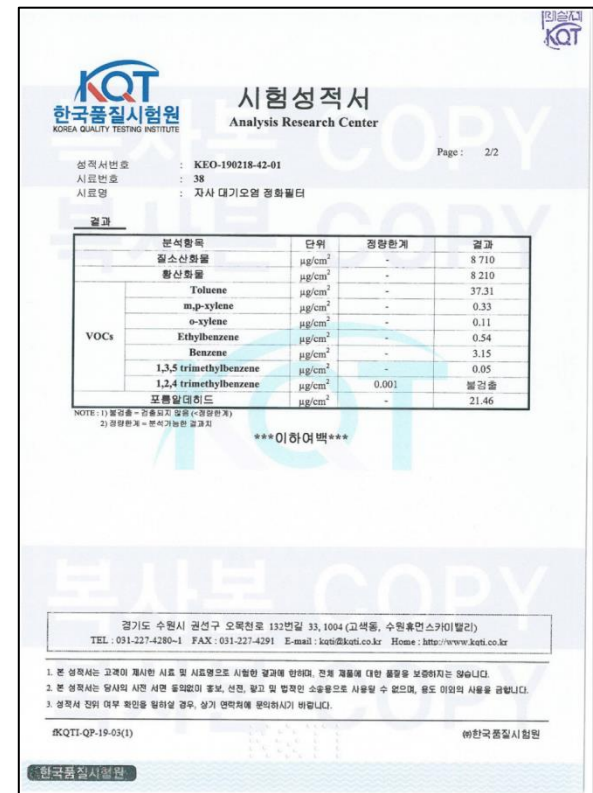 KQT
KQT
한국품질시험원
KOREA QUALITY TESTING INSTITUTE
시험성적서
Analysis Research Center
Page : 2/2
성적서번호 : KEO-190218-42-01
시료번호 : 38
시료명 : 자사 대기오염 정화필터
결과
분석항목 단위 정량한계 결과
질소산화물 μg/cm² - 8 710
황산화물 μg/cm² - 8 210
VOCs
Toluene μg/cm² - 37.31
m,p-xylene μg/cm² - 0.33
o-xylene μg/cm² - 0.11
Ethylbenzene μg/cm² - 0.54
Benzene μg/cm² - 3.15
1,3,5 trimethylbenzene μg/cm² - 0.05
1,2,4 trimethylbenzene μg/cm² 0.001 불검출
포름알데히드 μg/cm² - 21.46
NOTE : 1) 불검출 = 검출되지 않음 (<정량한계)
2) 정량한계 = 분석가능한 결과치
***이하여백***
복사본 COPY
경기도 수원시 권선구 오목천로 132번길 33, 1004 (고색동, 수원휴먼스카이밸리)
TEL : 031-227-4280~1 FAX : 031-227-4291 E-mail : kqti@kqti.co.kr Home : http://www.kqti.co.kr
1. 본 성적서는 고객이 제시한 시료 및 시료명으로 시험한 결과에 한하며, 전체 제품에 대한 품질을 보증하지는 않습니다.
2. 본 성적서는 당사의 사전 서면 동의없이 홍보, 선전, 광고 및 법적인 소송용으로 사용될 수 없으며, 용도 이외의 사용을 금합니다.
3. 성적서 진위 여부 확인을 원하실 경우, 상기 연락처에 문의하시기 바랍니다.
fKQTI-QP-19-03(1) ㈜한국품질시험원
한국품질시험원